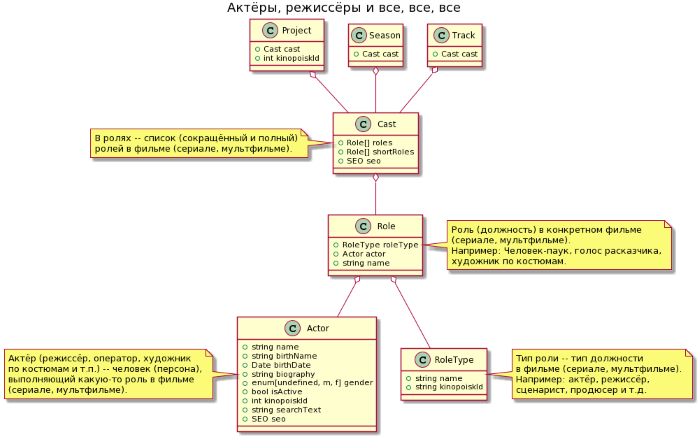 Актёры, режиссёры и все, все, все
C Project
Cast cast
int kinopoiskId
C Season
Cast cast
C Track
Cast cast
В ролях -- список (сокращённый и полный)
ролей в фильме (сериале, мультфильме).
C Cast
Role[] roles
Role[] shortRoles
SEO seo
C Role
RoleType roleType
Actor actor
string name
Роль (должность) в конкретном фильме
(сериале, мультфильме).
Например: Человек-паук, голос расказчика,
художник по костюмам.
Актёр (режиссёр, оператор, художник
по костюмам и т.п.) -- человек (персона),
выполняющий какую-то роль в фильме
(сериале, мультфильме).
C Actor
string name
string birthName
Date birthDate
string biography
enum[undefined, m, f] gender
bool isActive
int kinopoiskId
string searchText
SEO seo
C RoleType
string name
string kinopoiskId
Тип роли -- тип должности
в фильме (сериале, мультфильме).
Например: актёр, режиссёр,
сценарист, продюсер и т.д.